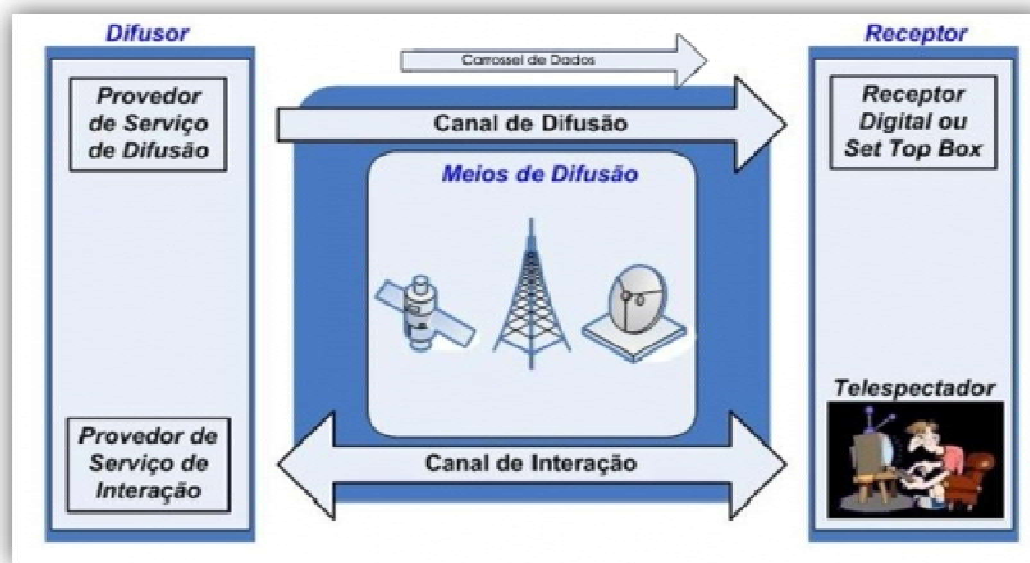 Difusor
Receptor
Carrossel de Dados
Provedor
de Serviço
de Difusão
Canal de Difusão
Receptor
Digital ou
Set Top Box
Meios de Difusão
Telespectador
Provedor de
Serviço de
Interação
Canal de Interação